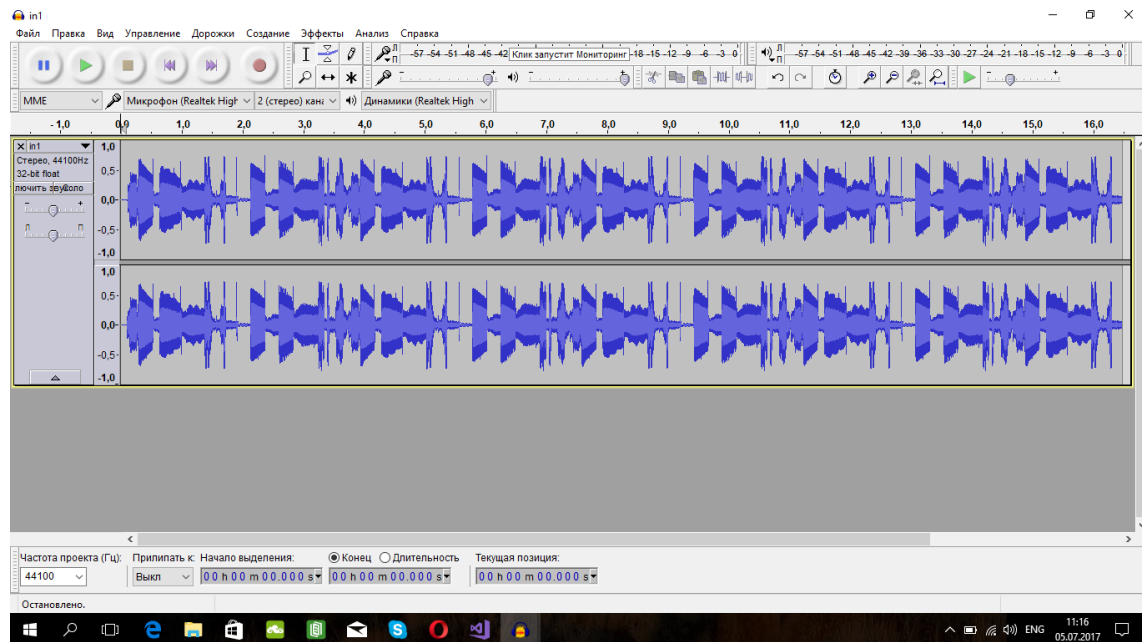 in1
Файл Правка Вид Управление Дорожки Создание Эффекты Анализ Справка
Л П -57 -54 -51 -48 -45 -42 Клик запустит Мониторинг -18 -15 -12 -9 -6 -3 0 Л П -57 -54 -51 -48 -45 -42 -39 -36 -33 -30 -27 -24 -21 -18 -15 -12 -9 -6 -3 0
MME Микрофон (Realtek High 2 (стерео) кана Динамики (Realtek High
- 1,0 0,0 1,0 2,0 3,0 4,0 5,0 6,0 7,0 8,0 9,0 10,0 11,0 12,0 13,0 14,0 15,0 16,0
in1
Стерео, 44100Hz
32-bit float
лючить зву Соло
- +
Л П
1,0
0,5-
0,0-
-0,5-
-1,0
1,0
0,5-
0,0-
-0,5-
-1,0
Частота проекта (Гц): Прилипать к: Начало выделения: Конец Длительность Текущая позиция:
44100 Выкл 00 h 00 m 00.000 s 00 h 00 m 00.000 s 00 h 00 m 00.000 s
Остановлено.
ENG 11:16
05.07.2017